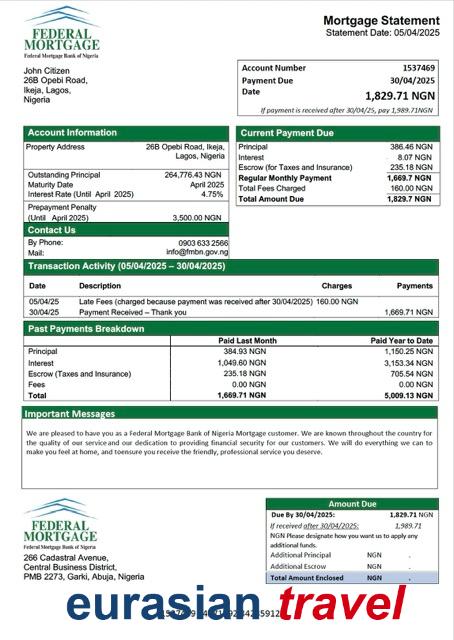 FEDERAL
MORTGAGE
Federal Mortgage Bank of Nigeria
Mortgage Statement
Statement Date: 05/04/2025
John Citizen
26B Opebi Road,
Ikeja, Lagos,
Nigeria
Account Number 1537469
Payment Due 30/04/2025
Date 1,829.71 NGN
If payment is received after 30/04/25, pay 1,989.71NGN
Account Information
Property Address 26B Opebi Road, Ikeja,
Lagos, Nigeria
Outstanding Principal 264,776.43 NGN
Maturity Date April 2025
Interest Rate (Until April 2025) 4.75%
Prepayment Penalty
(Until April 2025) 3,500.00 NGN
Contact Us
By Phone: 0903 633 2566
Mail: info@fmbn.gov.ng
Current Payment Due
Principal 386.46 NGN
Interest 8.07 NGN
Escrow (for Taxes and Insurance) 235.18 NGN
Regular Monthly Payment 1,669.7 NGN
Total Fees Charged 160.00 NGN
Total Amount Due 1,829.7 NGN
Transaction Activity (05/04/2025 – 30/04/2025)
Date Description Charges Payments
05/04/25 Late Fees (charged because payment was received after 30/04/2025) 160.00 NGN
30/04/25 Payment Received – Thank you 1,669.71 NGN
Past Payments Breakdown
Paid Last Month Paid Year to Date
Principal 384.93 NGN 1,150.25 NGN
Interest 1,049.60 NGN 3,153.34 NGN
Escrow (Taxes and Insurance) 235.18 NGN 705.54 NGN
Fees 0.00 NGN 0.00 NGN
Total 1,669.71 NGN 5,009.13 NGN
Important Messages
We are pleased to have you as a Federal Mortgage Bank of Nigeria Mortgage customer. We are known throughout the country for
the quality of our service and our dedication to providing financial security for our customers. We will do everything we can to
make you feel at home, and toensure you receive the friendly, professional service you deserve.
FEDERAL
MORTGAGE
Federal Mortgage Bank of Nigeria
266 Cadastral Avenue,
Central Business District,
PMB 2273, Garki, Abuja, Nigeria
Amount Due
Due By 30/04/2025: 1,829.71 NGN
If received after 30/04/2025: 1,989.71
NGN Please designate how you want us to apply any
additional funds.
Additional Principal NGN .
Additional Escrow NGN .
Total Amount Enclosed NGN .
eurasian travel